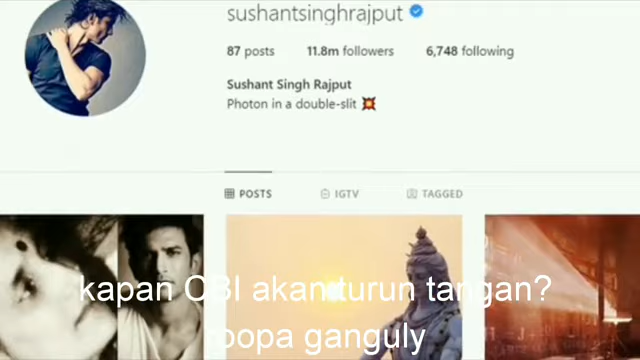 sushantsinghrajput
87 posts 11.8m followers 6,748 following
Sushant Singh Rajput
Photon in a double-slit 💥
POSTS IGTV TAGGED
kapan CBI akan turun tangan?
roopa ganguly